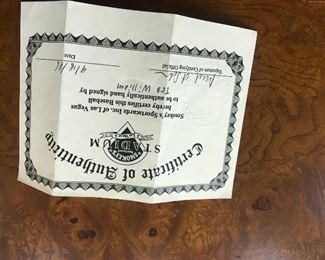 Certificate of Authenticity
SMOKEY'S
STADIUM
Smokey's Sportscards Inc. of Las Vegas
hereby certifies this Baseball
to be authentically hand signed by
Ted Williams
Signature of Certifying Official
Date